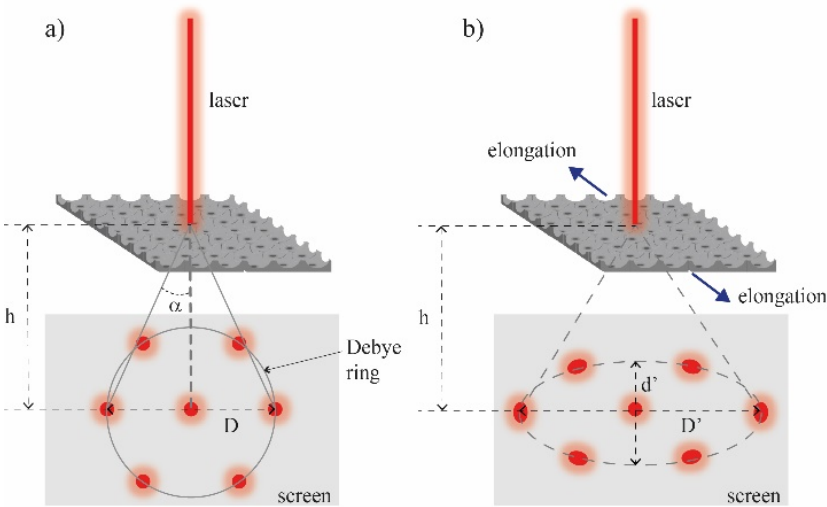 a)
laser
h
α
Debye
ring
D
screen
b)
laser
elongation
elongation
h
d'
D'
screen